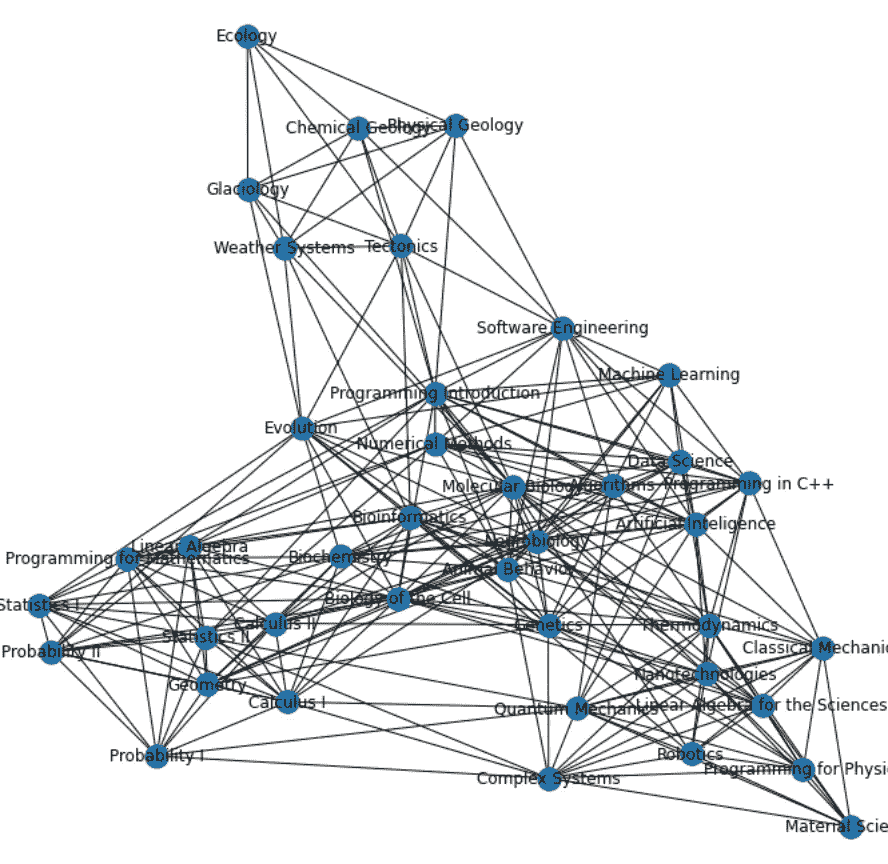 Ecology
Chemical Geology
Physical Geology
Glaciology
Weather Systems
Tectonics
Software Engineering
Machine Learning
Programming Introduction
Evolution
Numerical Methods
Data Science
Molecular Biology
Algorithms
Programming in C++
Bioinformatics
Artificial Inteligence
Neurobiology
Linear Algebra
Programming for Mathematics
Biochemistry
Animal Behavior
Statistics I
Biology of the Cell
Calculus II
Genetics
Thermodynamics
Statistics II
Probability II
Classical Mechanic
Nanotechnologies
Geometry
Calculus I
Quantum Mechanics
Linear Algebra for the Sciences
Probability I
Robotics
Complex Systems
Programming for Physi
Material Scie